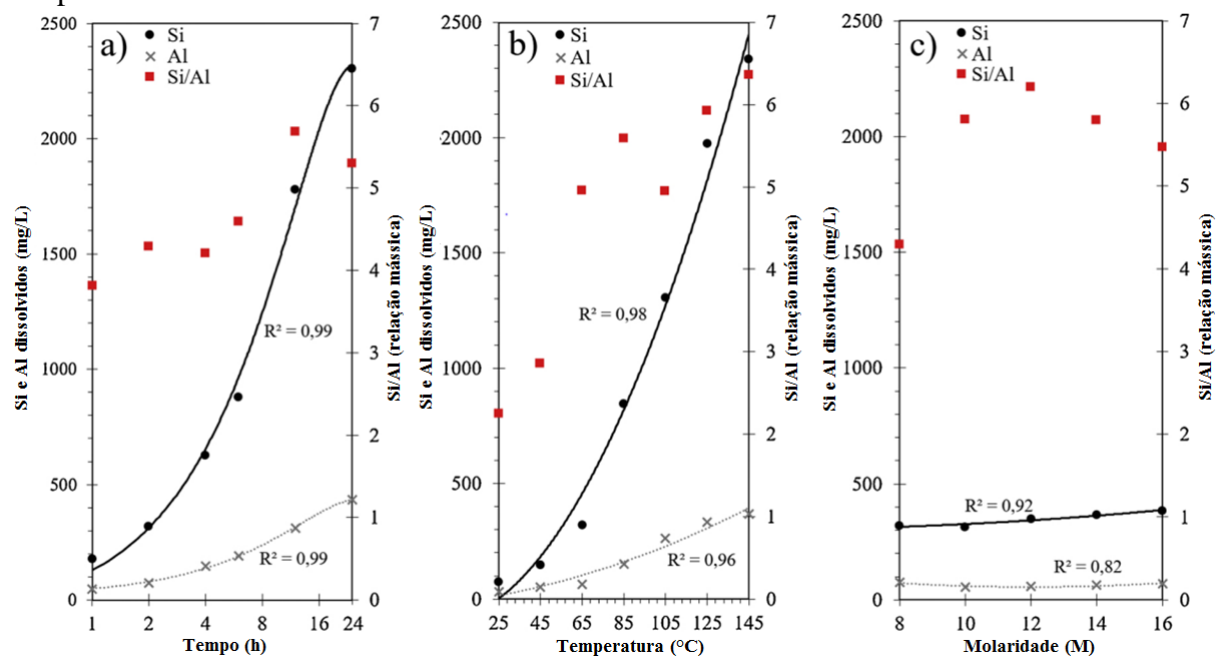 a)
Si
Al
Si/Al
R² = 0,99
R² = 0,99
2500
2000
1500
1000
500
0
7
6
5
4
3
2
1
0
1 2 4 8 16 24
Tempo (h)
Si e Al dissolvidos (mg/L)
Si/Al (relação mássica)
b)
Si
Al
Si/Al
R² = 0,98
R² = 0,96
2500
2000
1500
1000
500
0
7
6
5
4
3
2
1
0
25 45 65 85 105 125 145
Temperatura (°C)
Si e Al dissolvidos (mg/L)
Si/Al (relação mássica)
c)
Si
Al
Si/Al
R² = 0,92
R² = 0,82
2500
2000
1500
1000
500
0
7
6
5
4
3
2
1
0
8 10 12 14 16
Molaridade (M)
Si e Al dissolvidos (mg/L)
Si/Al (relação mássica)